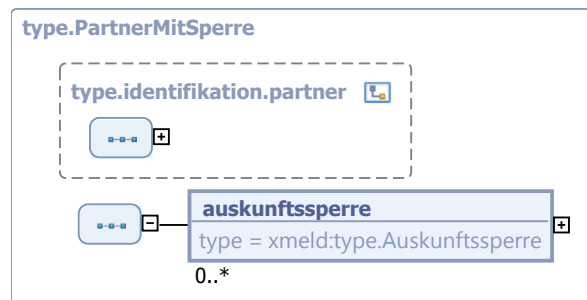 type.PartnerMitSperre
type.identifikation.partner
auskunftssperre
type = xmeld:type.Auskunftssperre
0..*